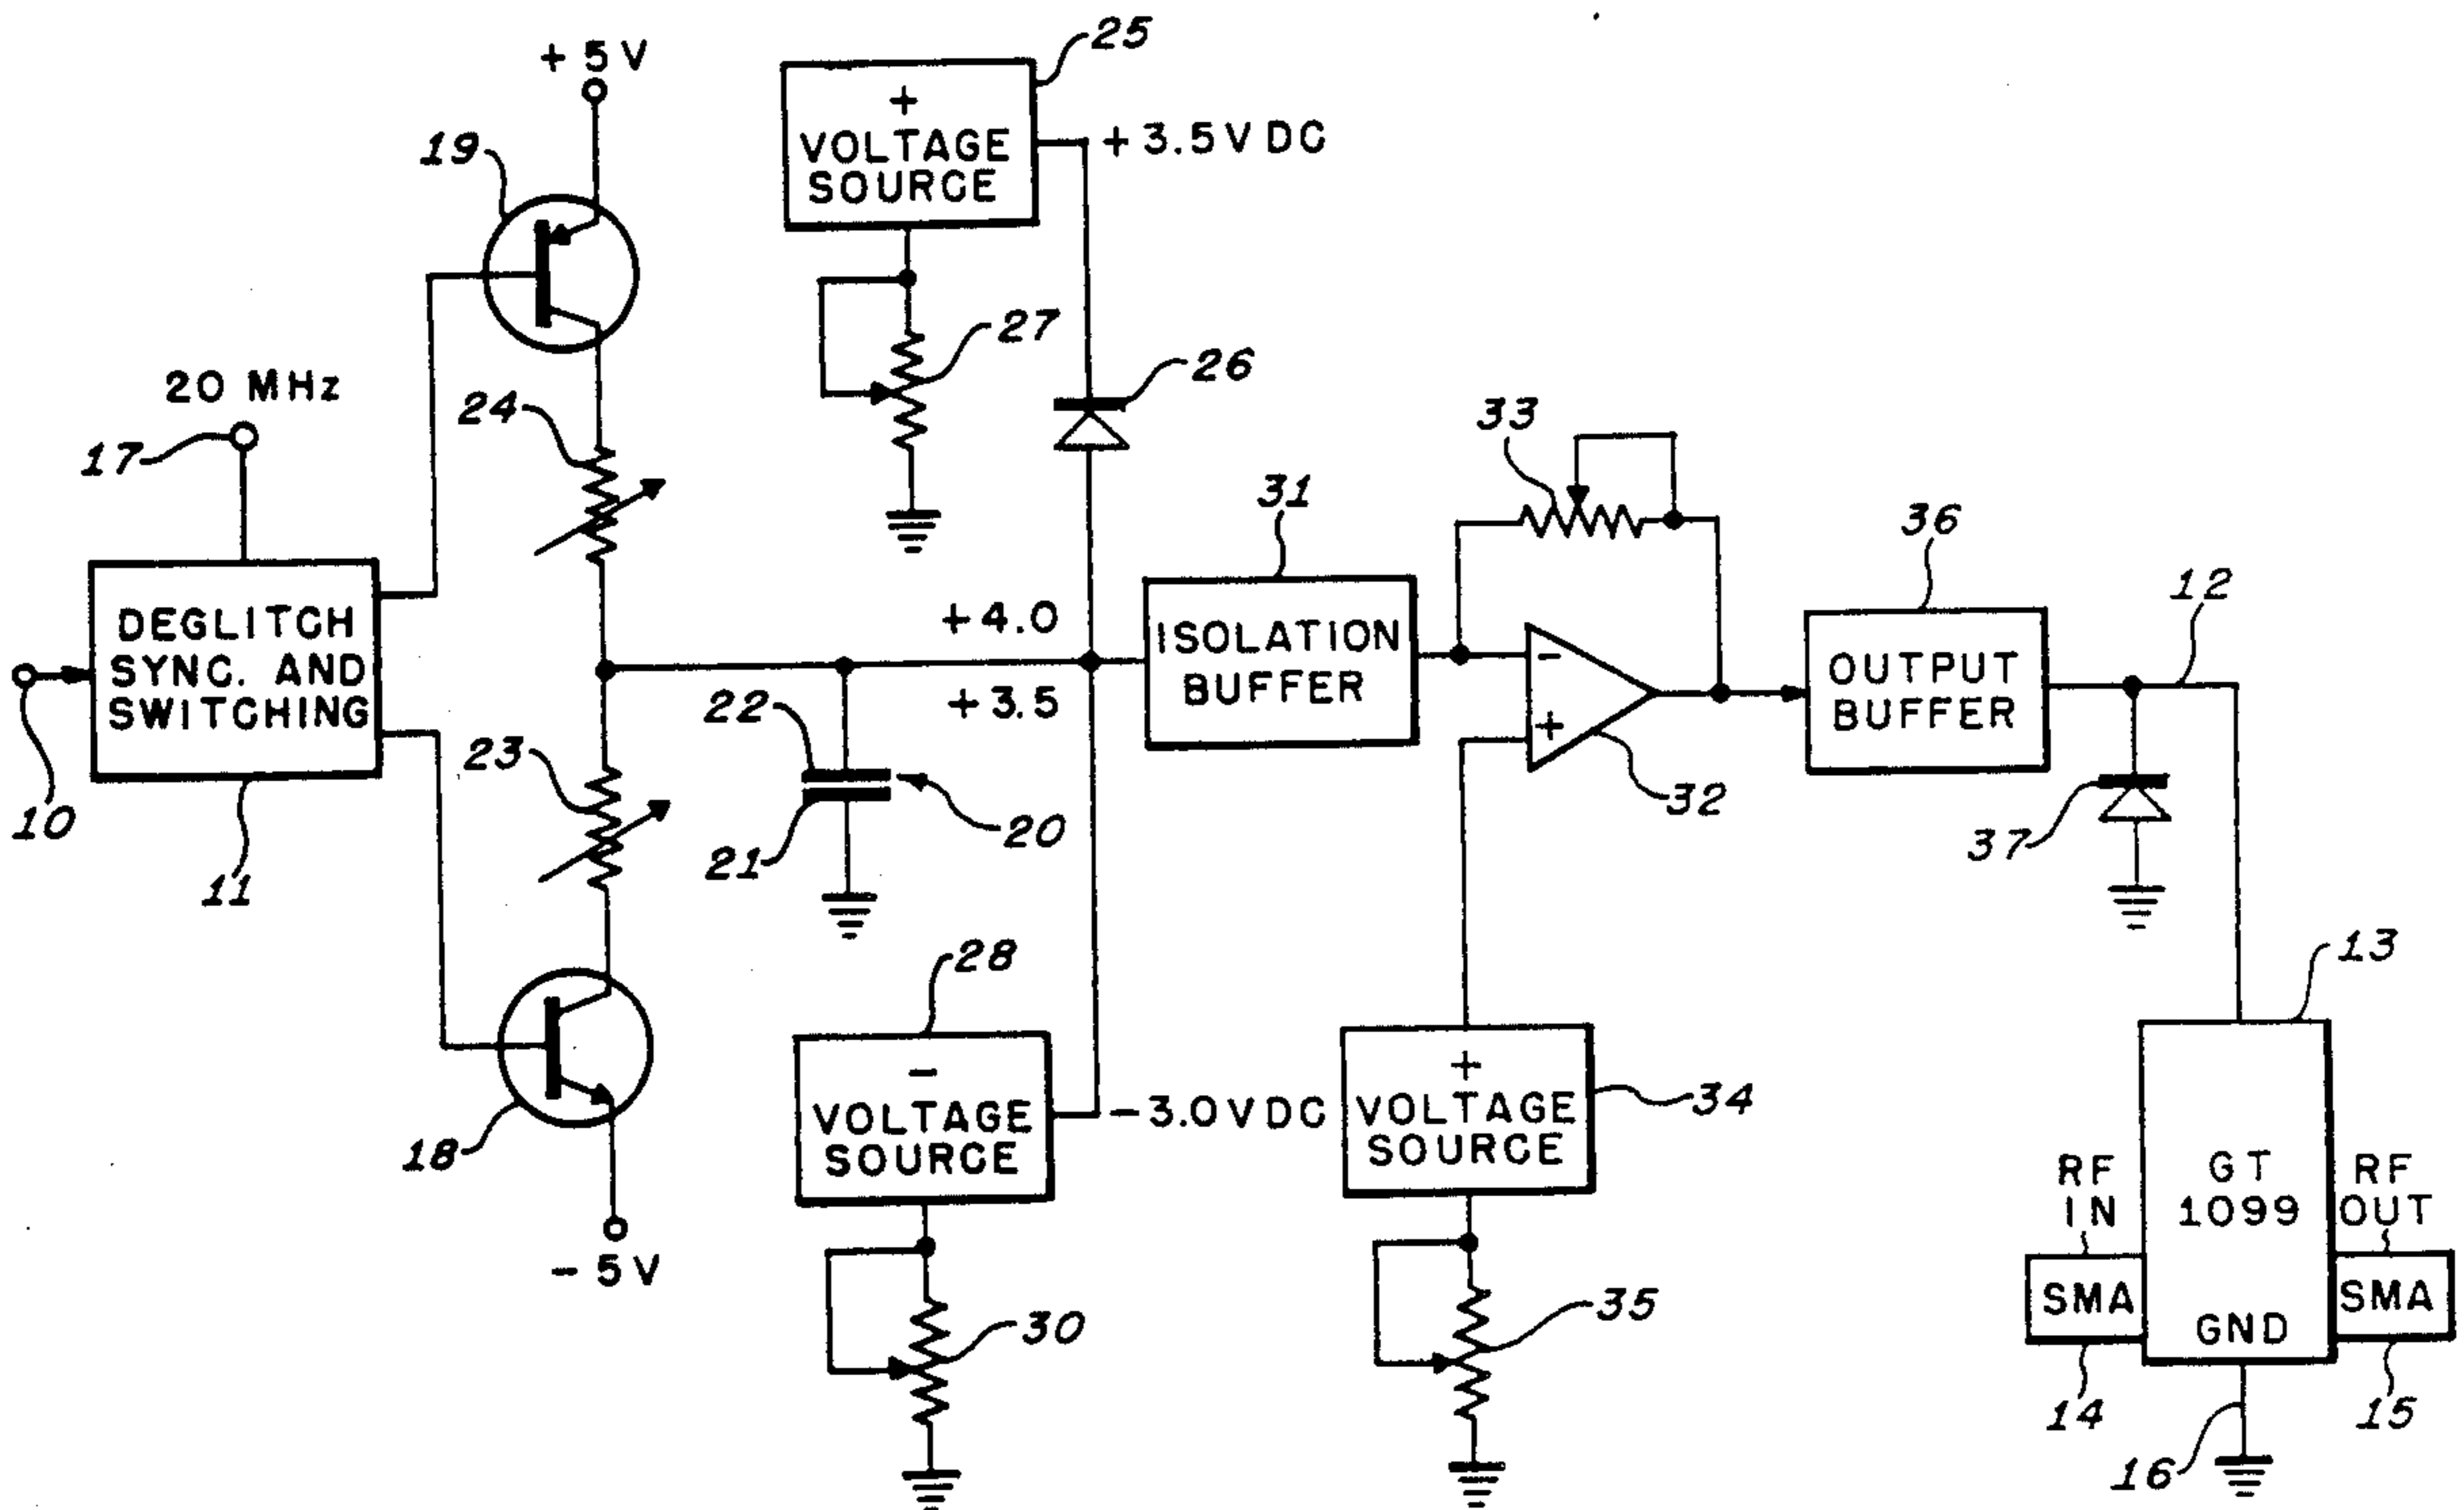 +5V
25
+
VOLTAGE
SOURCE
+3.5VDC
19
20 MHz
17
24
27
26
33
31
36
12
DEGLITCH
SYNC. AND
SWITCHING
+4.0
+3.5
ISOLATION
BUFFER
-
+
OUTPUT
BUFFER
10
11
23
22
21
20
32
37
28
-
VOLTAGE
SOURCE
-3.0VDC
+
VOLTAGE
SOURCE
34
13
18
-5V
30
35
RF
IN
GT
1099
RF
OUT
SMA
GND
SMA
14
15
16